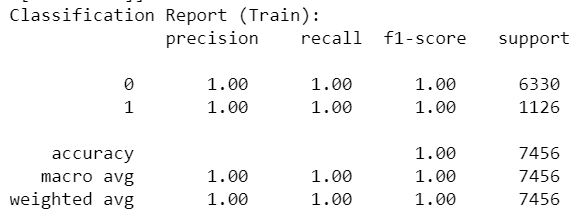 Classification Report (Train):
precision recall f1-score support
0 1.00 1.00 1.00 6330
1 1.00 1.00 1.00 1126
accuracy 1.00 7456
macro avg 1.00 1.00 1.00 7456
weighted avg 1.00 1.00 1.00 7456